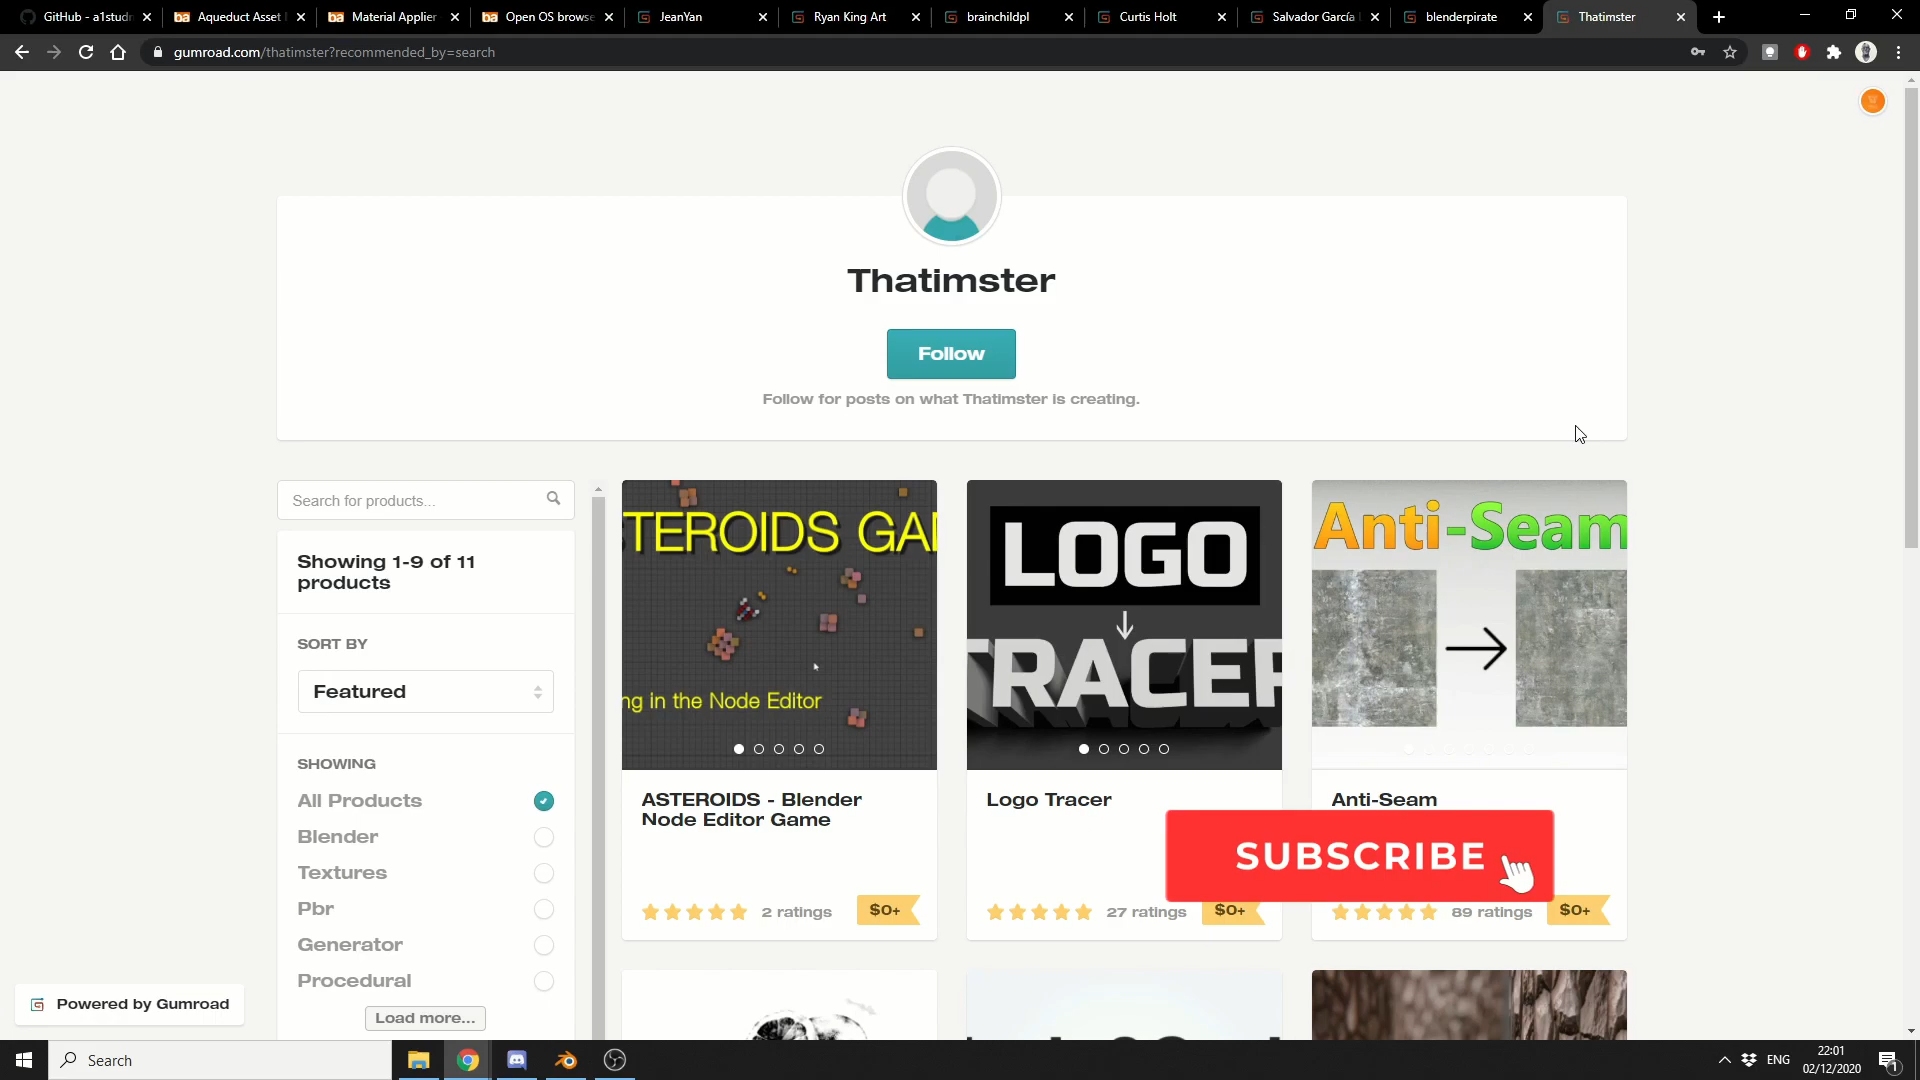 GitHub - a1stud
Aqueduct Asset
Material Applier
Open OS browse
JeanYan
Ryan King Art
brainchildpl
Curtis Holt
Salvador García
blenderpirate
Thatimster
gumroad.com/thatimster?recommended_by=search
Thatimster
Follow
Follow for posts on what Thatimster is creating.
Search for products...
Showing 1-9 of 11
products
SORT BY
Featured
SHOWING
All Products
Blender
Textures
Pbr
Generator
Procedural
Load more...
Powered by Gumroad
STEROIDS GA
ng in the Node Editor
ASTEROIDS - Blender
Node Editor Game
2 ratings
$0+
LOGO
TRACER
Logo Tracer
27 ratings
$0+
Anti-Seam
Anti-Seam
89 ratings
$0+
SUBSCRIBE
Search
ENG
22:01
02/12/2020
1